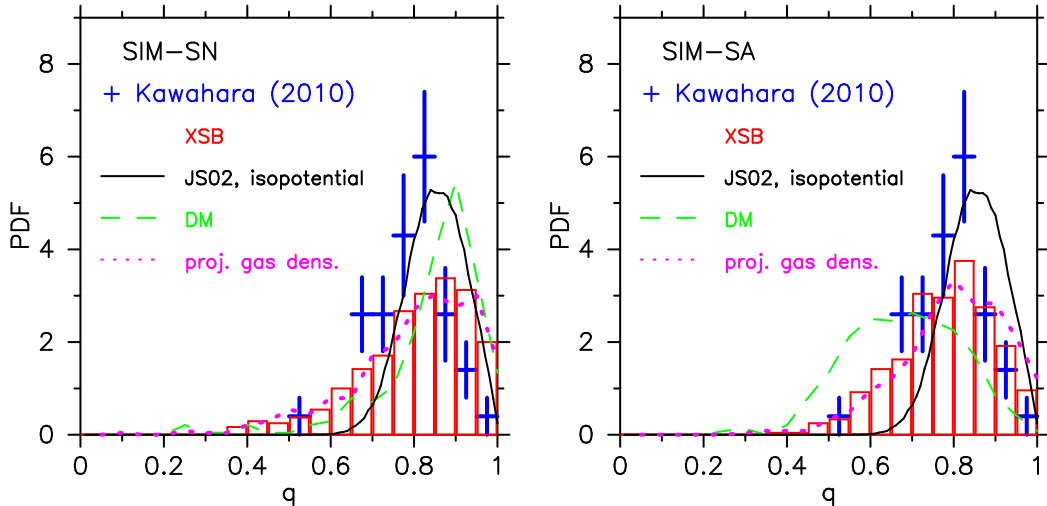 SIM−SN
+ Kawahara (2010)
XSB
JS02, isopotential
DM
proj. gas dens.
PDF
8
6
4
2
0
0 0.2 0.4 0.6 0.8 1
q
SIM−SA
+ Kawahara (2010)
XSB
JS02, isopotential
DM
proj. gas dens.
PDF
8
6
4
2
0
0 0.2 0.4 0.6 0.8 1
q